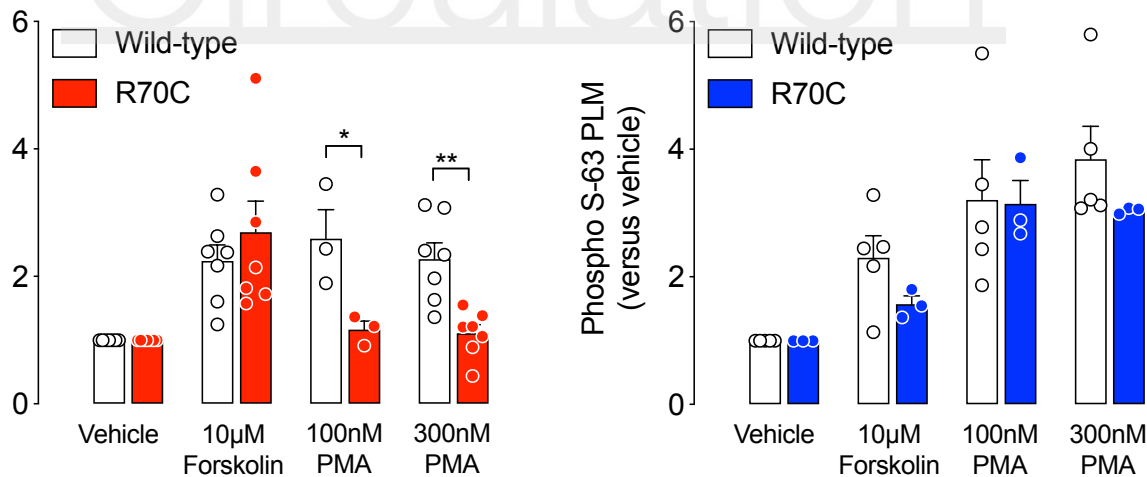 Circulation
6
4
2
0
Wild-type
R70C
*
**
Vehicle
10µM
Forskolin
100nM
PMA
300nM
PMA
Phospho S-63 PLM
(versus vehicle)
6
4
2
0
Wild-type
R70C
Vehicle
10µM
Forskolin
100nM
PMA
300nM
PMA